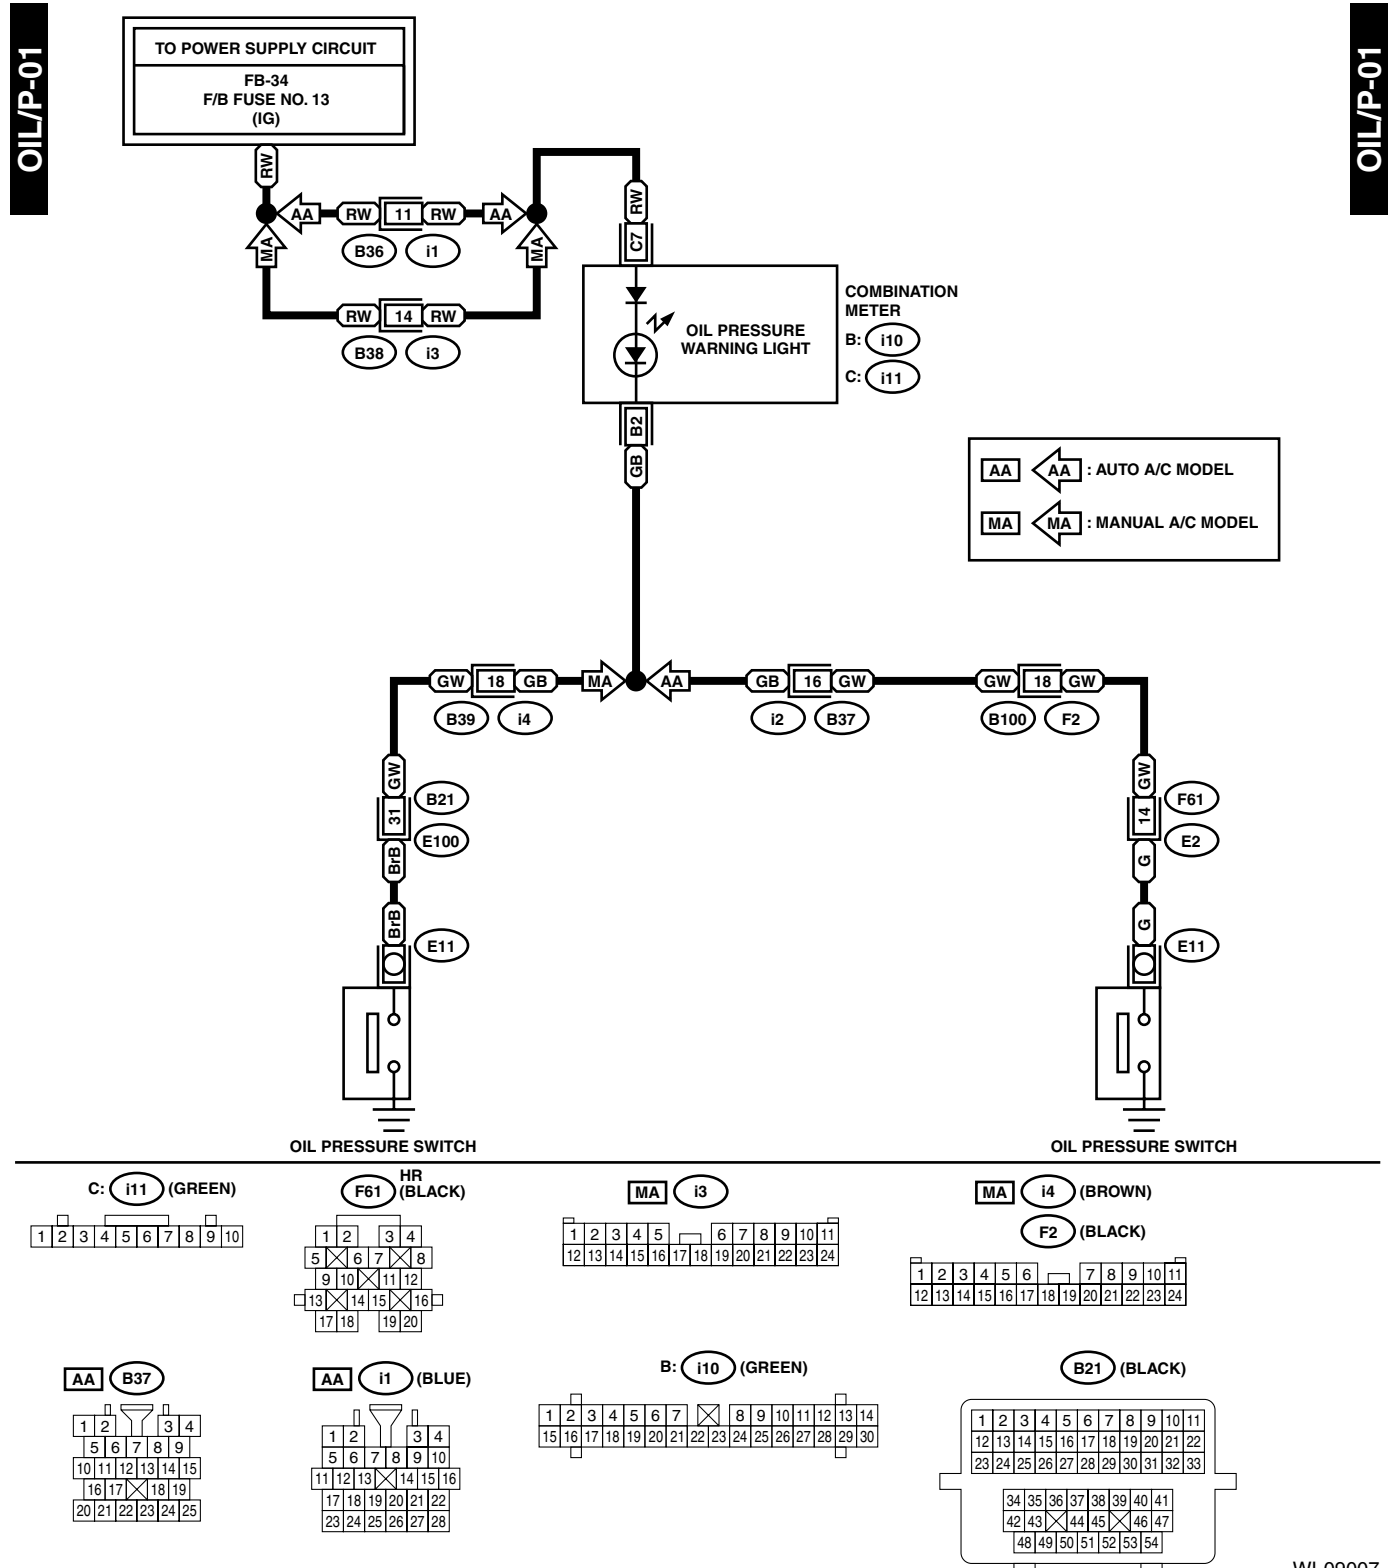 OIL/P-01
OIL/P-01
TO POWER SUPPLY CIRCUIT
FB-34
F/B FUSE NO. 13
(IG)
RW
RW
AA RW 11 RW AA
B36 i1
MA MA
C7
RW 14 RW
B38 i3
OIL PRESSURE
WARNING LIGHT
COMBINATION
METER
B: i10
C: i11
B2
GB
AA AA : AUTO A/C MODEL
MA MA : MANUAL A/C MODEL
GW 18 GB MA AA GB 16 GW GW 18 GW
B39 i4 i2 B37 B100 F2
GW GW
B21 F61
31 14
E100 E2
BrB G
BrB G
E11 E11
OIL PRESSURE SWITCH OIL PRESSURE SWITCH
C: i11 (GREEN)
1 2 3 4 5 6 7 8 9 10
F61 HR
(BLACK)
1 2 3 4
5 6 7 8
9 10 11 12
13 14 15 16
17 18 19 20
MA i3
1 2 3 4 5 6 7 8 9 10 11
12 13 14 15 16 17 18 19 20 21 22 23 24
MA i4 (BROWN)
F2 (BLACK)
1 2 3 4 5 6 7 8 9 10 11
12 13 14 15 16 17 18 19 20 21 22 23 24
AA B37
1 2 3 4
5 6 7 8 9
10 11 12 13 14 15
16 17 18 19
20 21 22 23 24 25
AA i1 (BLUE)
1 2 3 4
5 6 7 8 9 10
11 12 13 14 15 16
17 18 19 20 21 22
23 24 25 26 27 28
B: i10 (GREEN)
1 2 3 4 5 6 7 8 9 10 11 12 13 14
15 16 17 18 19 20 21 22 23 24 25 26 27 28 29 30
B21 (BLACK)
1 2 3 4 5 6 7 8 9 10 11
12 13 14 15 16 17 18 19 20 21 22
23 24 25 26 27 28 29 30 31 32 33
34 35 36 37 38 39 40 41
42 43 44 45 46 47
48 49 50 51 52 53 54